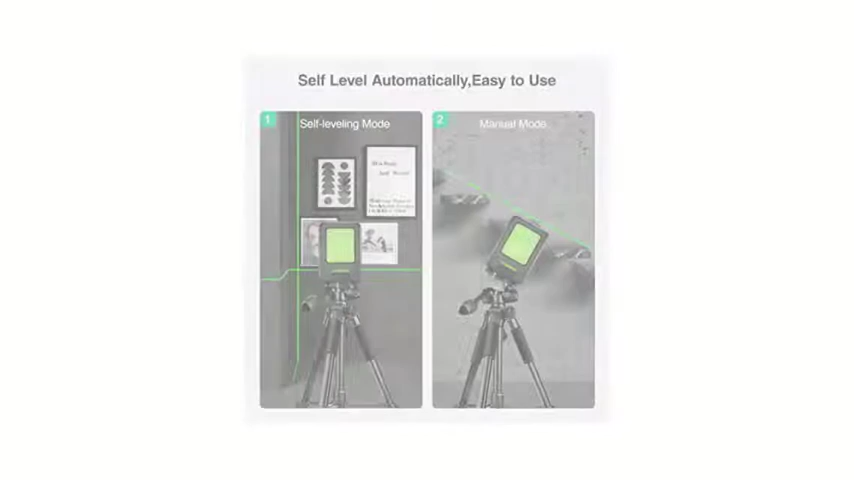 Self Level Automatically,Easy to Use
1
Self-leveling Mode
2
Manual Mode